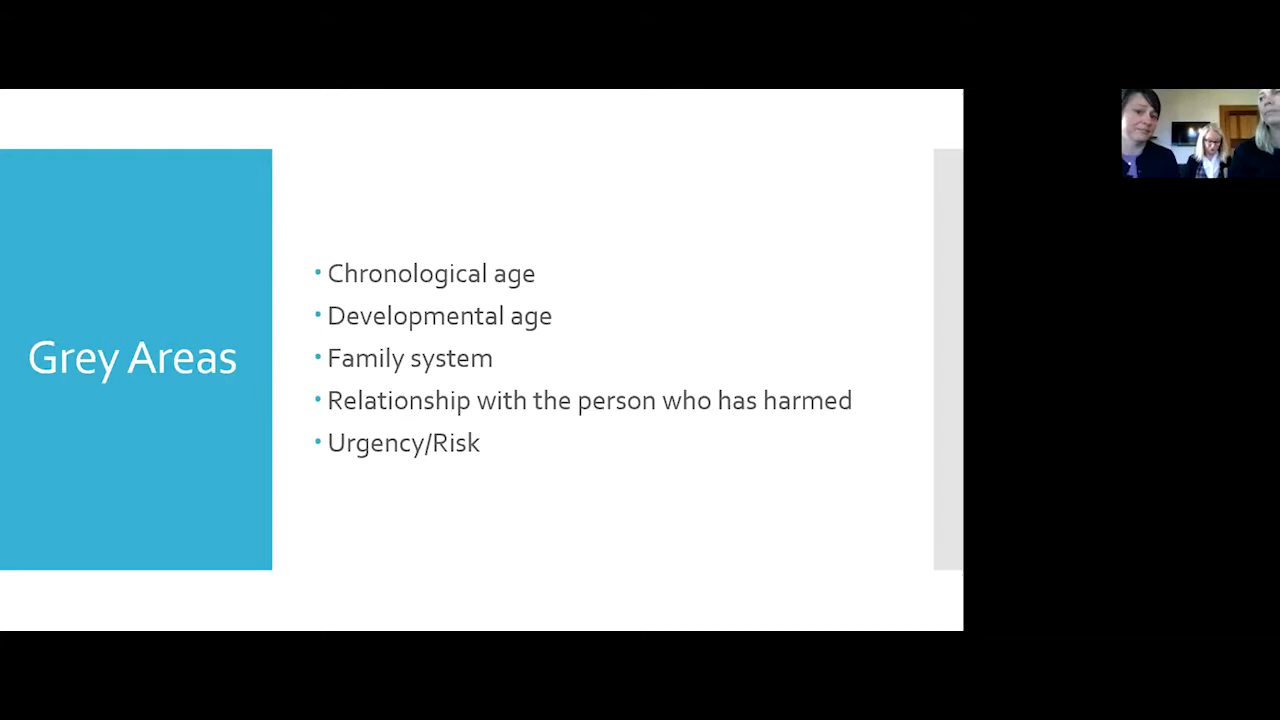 Grey Areas
• Chronological age
• Developmental age
• Family system
• Relationship with the person who has harmed
• Urgency/Risk